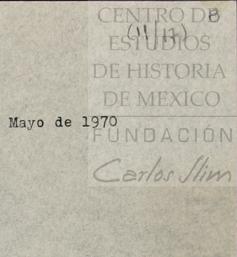 CENTRO DE
ESTUDIOS
DE HISTORIA
DE MEXICO
Mayo de 1970
FUNDACIÓN
Carlos Slim